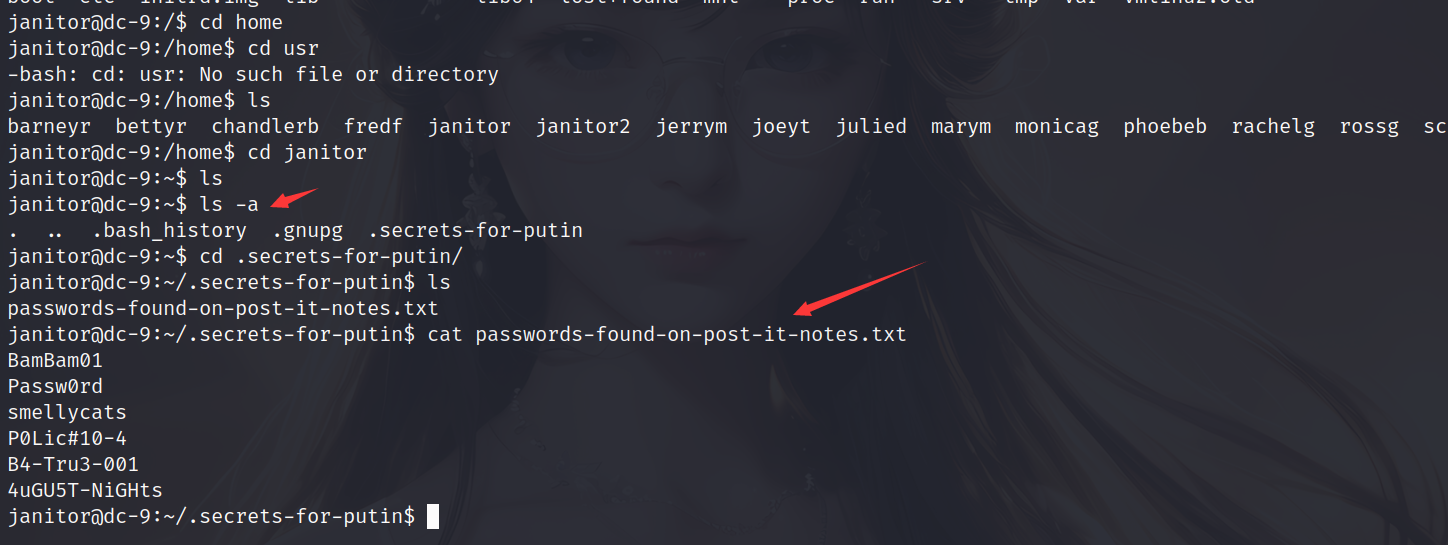 janitor@dc-9:/$ cd home
janitor@dc-9:/home$ cd usr
-bash: cd: usr: No such file or directory
janitor@dc-9:/home$ ls
barneyr  bettyr  chandlerb  fredf  janitor  janitor2  jerrym  joeyt  julied  marym  monicag  phoebeb  rachelg  rossg  sc
janitor@dc-9:/home$ cd janitor
janitor@dc-9:~$ ls
janitor@dc-9:~$ ls -a
.  ..  .bash_history  .gnupg  .secrets-for-putin
janitor@dc-9:~$ cd .secrets-for-putin/
janitor@dc-9:~/.secrets-for-putin$ ls
passwords-found-on-post-it-notes.txt
janitor@dc-9:~/.secrets-for-putin$ cat passwords-found-on-post-it-notes.txt
BamBam01
Passw0rd
smellycats
P0Lic#10-4
B4-Tru3-001
4uGU5T-NiGHts
janitor@dc-9:~/.secrets-for-putin$